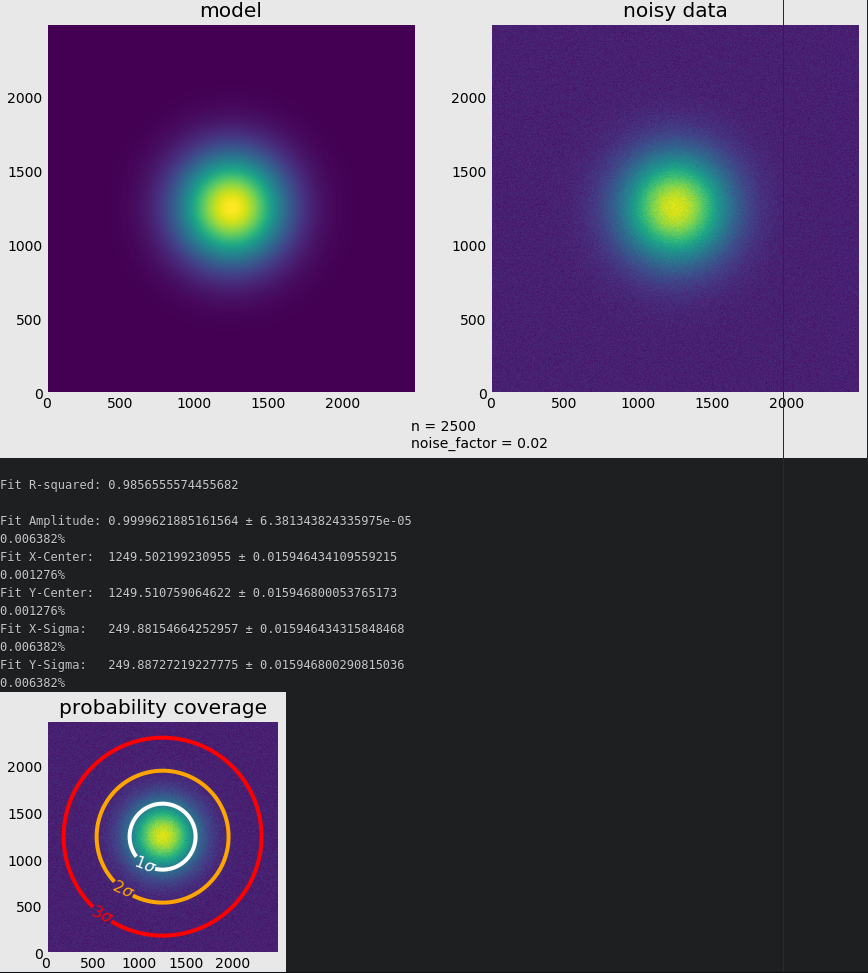 model
noisy data
2000
1500
1000
500
0
0 500 1000 1500 2000
2000
1500
1000
500
0
0 500 1000 1500 2000
n = 2500
noise_factor = 0.02
Fit R-squared: 0.9856555574455682
Fit Amplitude: 0.9999621885161564 ± 6.381343824335975e-05
0.006382%
Fit X-Center: 1249.502199230955 ± 0.015946434109559215
0.001276%
Fit Y-Center: 1249.510759064622 ± 0.015946800053765173
0.001276%
Fit X-Sigma: 249.88154664252957 ± 0.015946434315848468
0.006382%
Fit Y-Sigma: 249.88727219227775 ± 0.015946800290815036
0.006382%
probability coverage
2000
1500
1000
500
0
0 500 1000 1500 2000
1σ
2σ
3σ